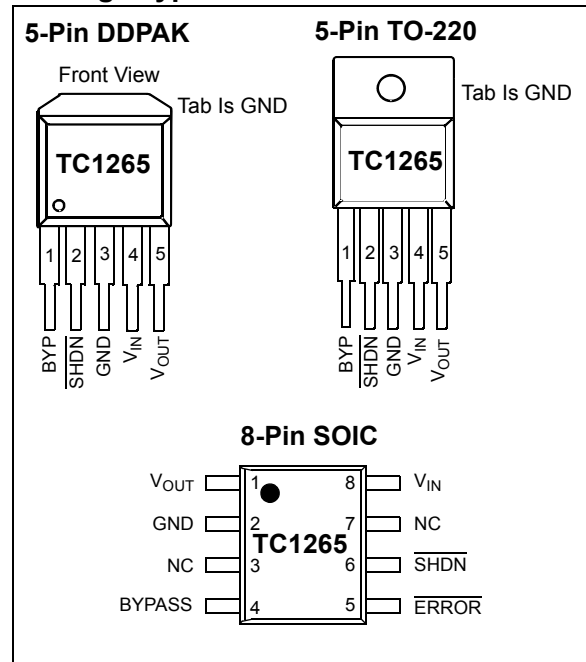 5-Pin DDPAK
Front View
Tab Is GND
TC1265
1 2 3 4 5
BYP
SHDN
GND
VIN
VOUT
5-Pin TO-220
Tab Is GND
TC1265
1 2 3 4 5
BYP
SHDN
GND
VIN
VOUT
8-Pin SOIC
VOUT 1 8 VIN
GND 2 7 NC
TC1265
NC 3 6 SHDN
BYPASS 4 5 ERROR